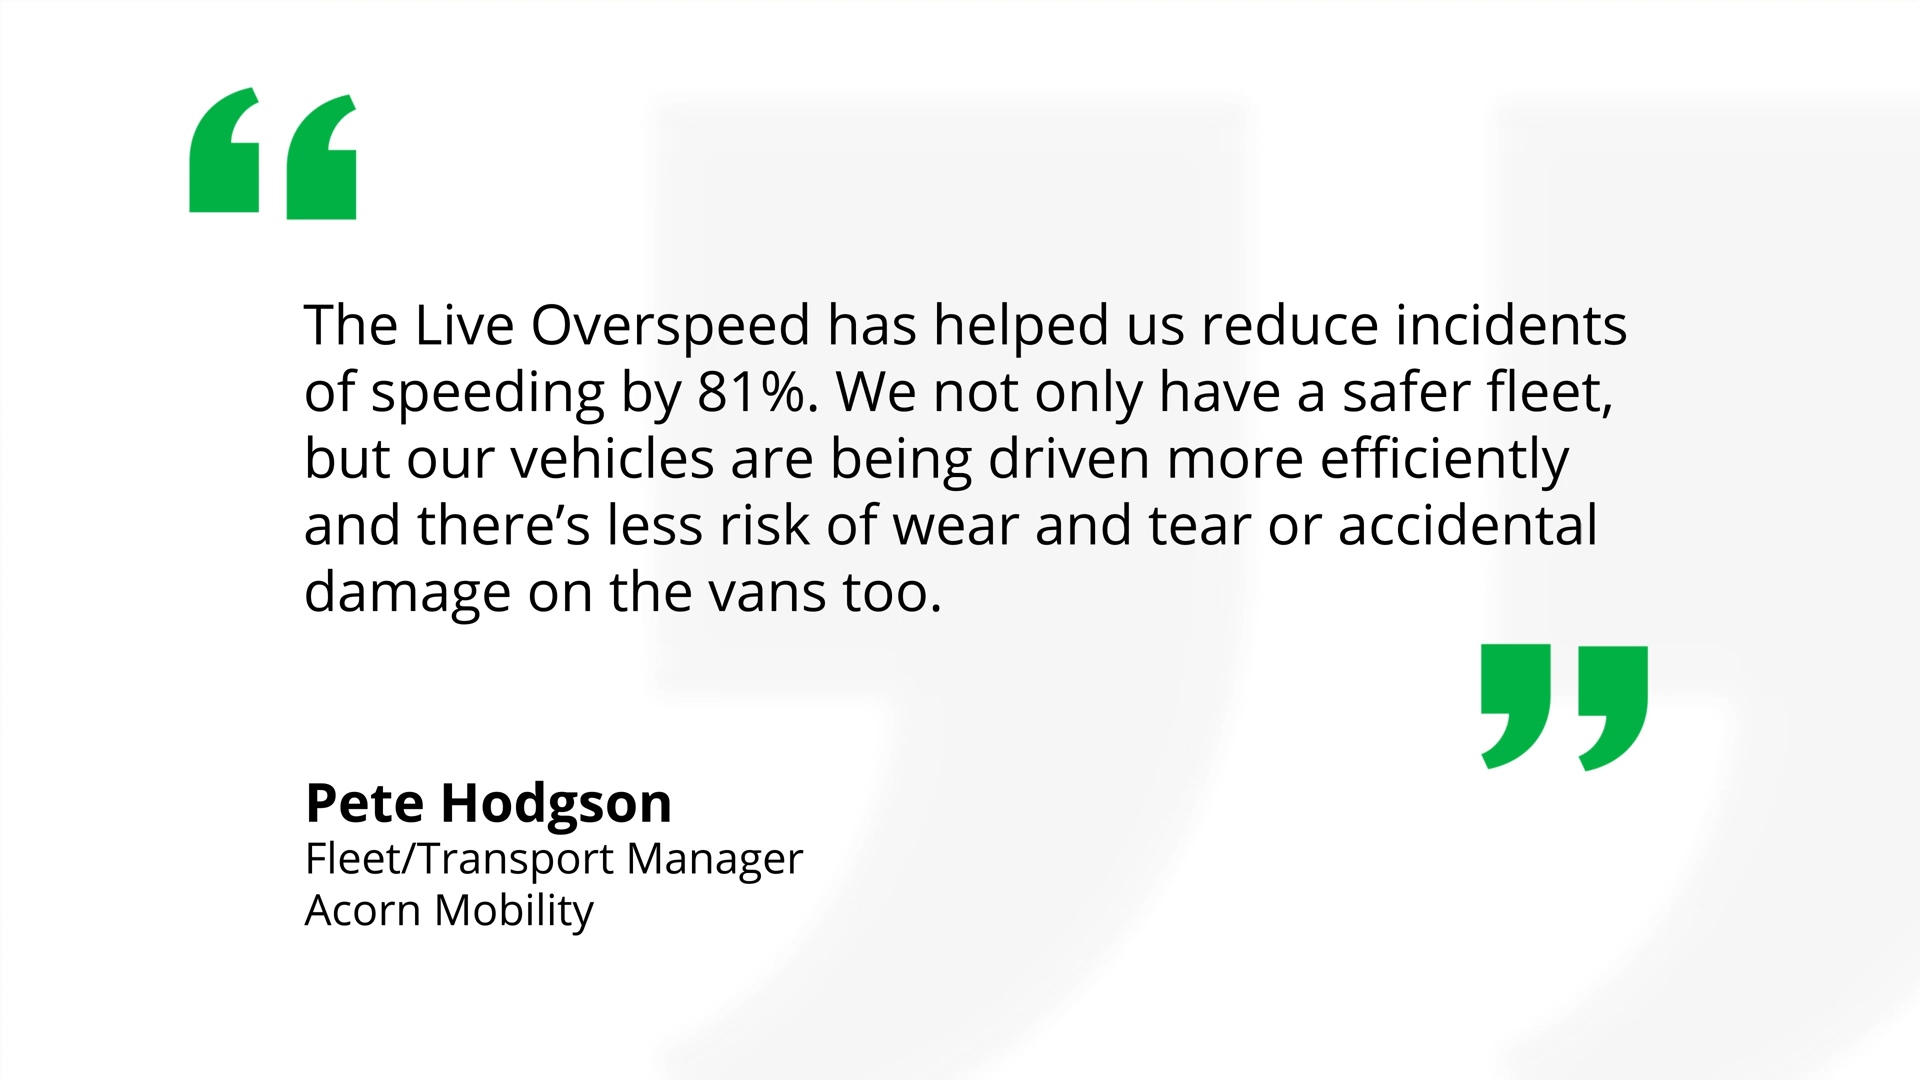 “
The Live Overspeed has helped us reduce incidents
of speeding by 81%. We not only have a safer fleet,
but our vehicles are being driven more efficiently
and there’s less risk of wear and tear or accidental
damage on the vans too.
”
Pete Hodgson
Fleet/Transport Manager
Acorn Mobility